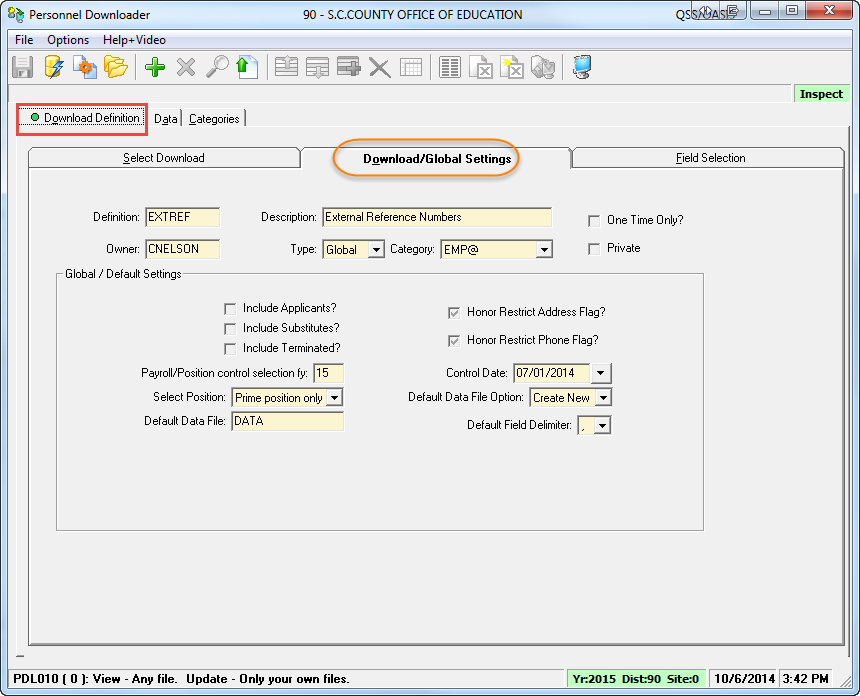 Personnel Downloader 90 - S.C.COUNTY OFFICE OF EDUCATION QSS/OASIS
File Options Help+Video
Inspect
Download Definition Data Categories
Select Download Download/Global Settings Field Selection
Definition: EXTREF Description: External Reference Numbers One Time Only?
Owner: CNELSON Type: Global Category: EMP@ Private
Global / Default Settings
Include Applicants? Honor Restrict Address Flag?
Include Substitutes?
Honor Restrict Phone Flag?
Include Terminated?
Payroll/Position control selection fy: 15 Control Date: 07/01/2014
Select Position: Prime position only Default Data File Option: Create New
Default Data File: DATA Default Field Delimiter: ,
PDL010 ( 0 ): View - Any file. Update - Only your own files. Yr:2015 Dist:90 Site:0 10/6/2014 3:42 PM